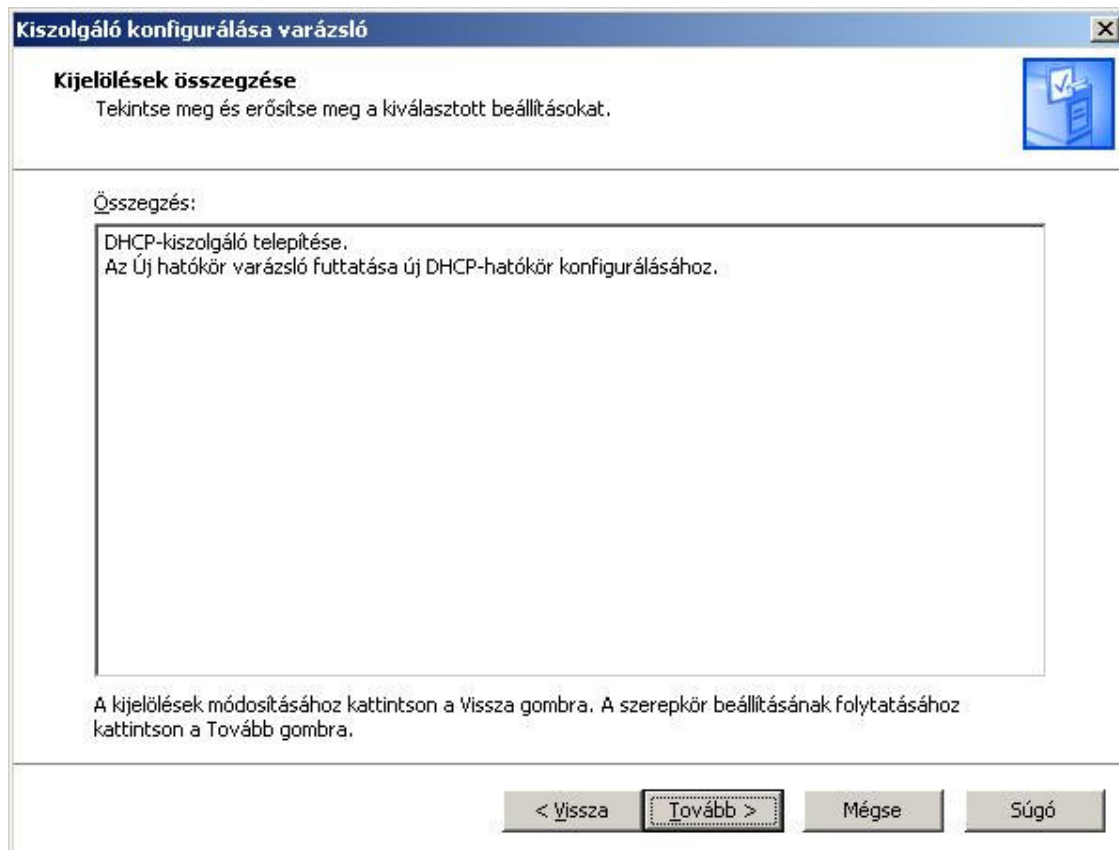 Kiszolgáló konfigurálása varázsló
Kijelölések összegzése
Tekintse meg és erősítse meg a kiválasztott beállításokat.
Összegzés:
DHCP-kiszolgáló telepítése.
Az Új hatókör varázsló futtatása új DHCP-hatókör konfigurálásához.
A kijelölések módosításához kattintson a Vissza gombra. A szerepkör beállításának folytatásához
kattintson a Tovább gombra.
< Vissza
Tovább >
Mégse
Súgó